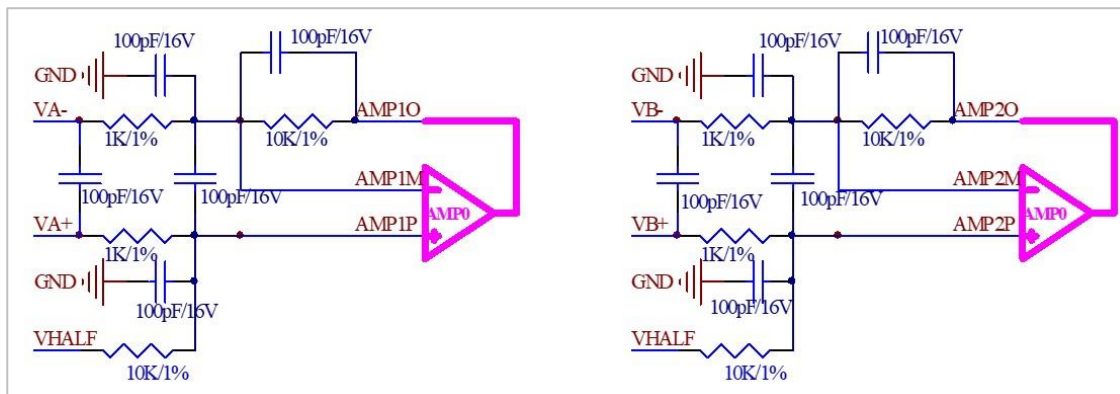 100pF/16V
100pF/16V
GND
VA-
AMP1O
1K/1%
10K/1%
100pF/16V
100pF/16V
AMP1M
AMP0
VA+
AMP1P
1K/1%
GND
100pF/16V
VHALF
10K/1%
100pF/16V
100pF/16V
GND
VB-
AMP2O
1K/1%
10K/1%
100pF/16V
100pF/16V
AMP2M
AMP0
VB+
AMP2P
1K/1%
GND
100pF/16V
VHALF
10K/1%